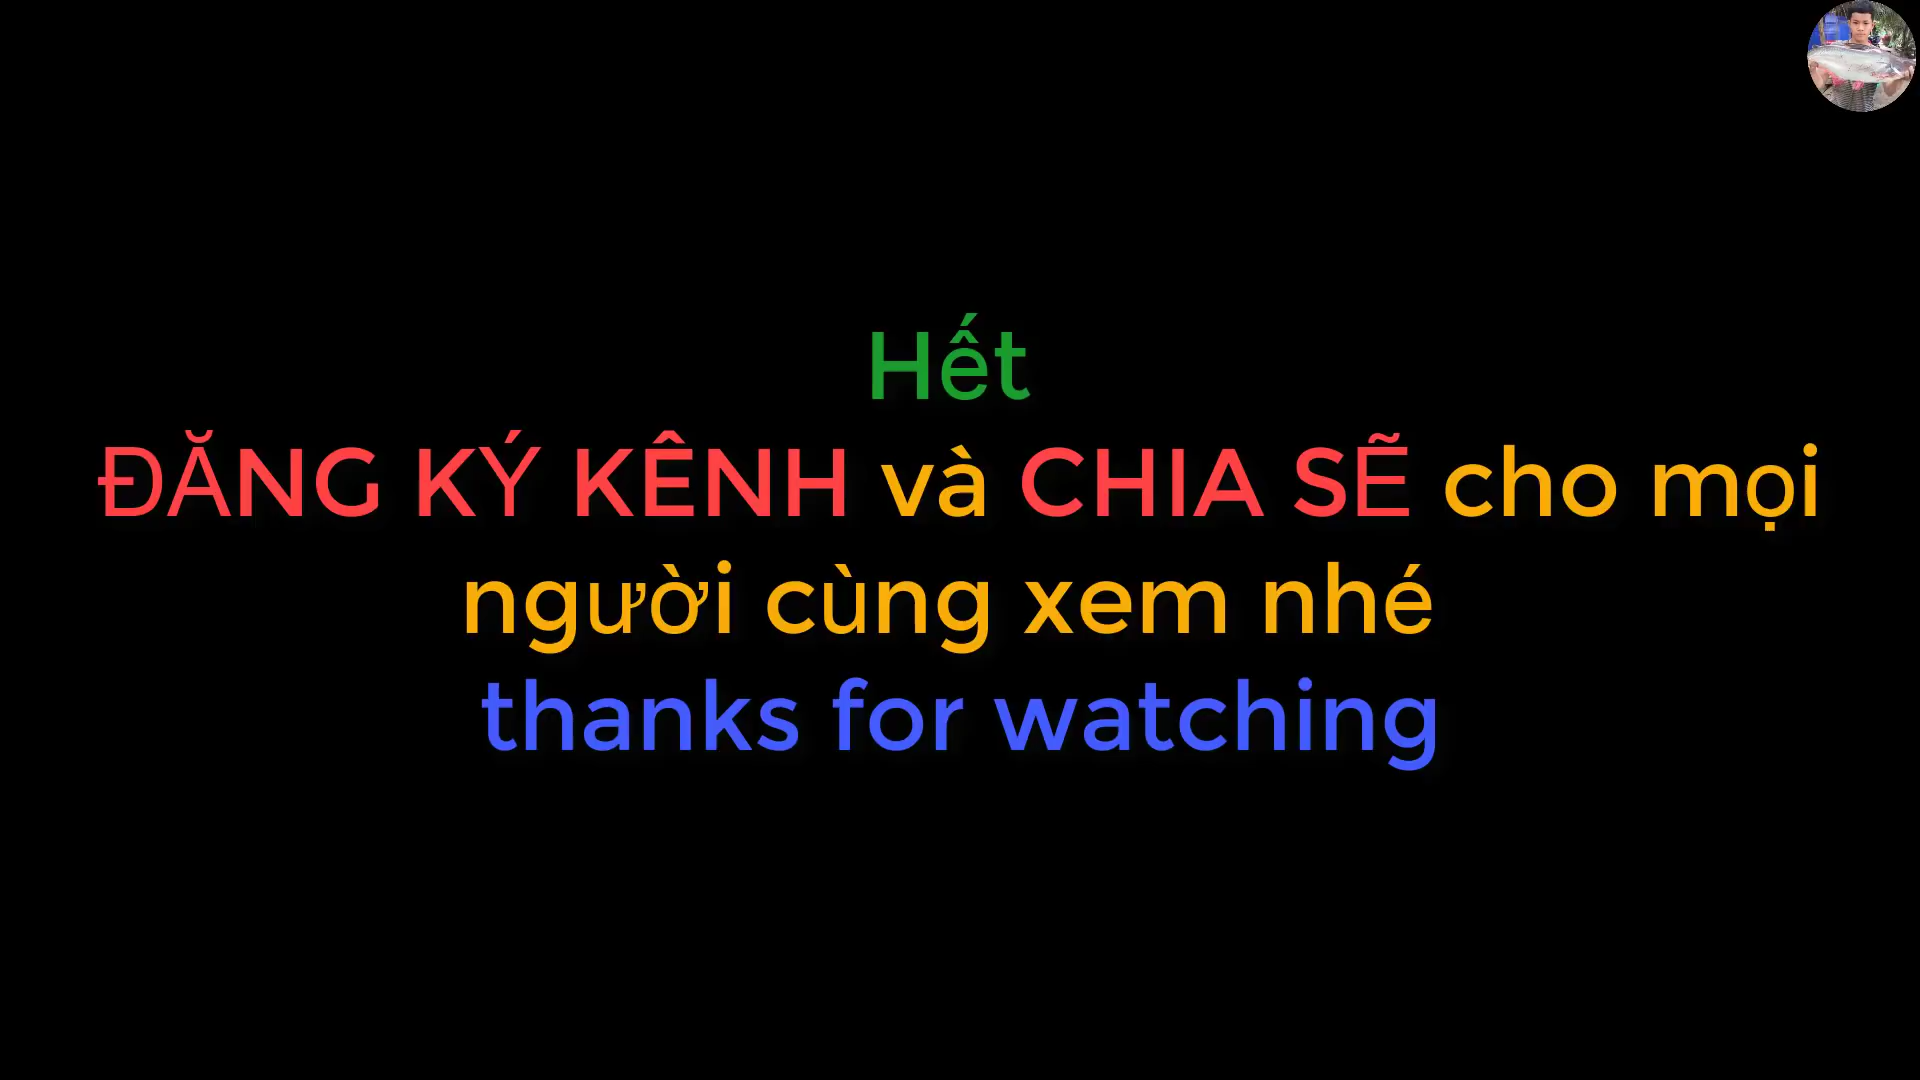 Hết
ĐĂNG KÝ KÊNH và CHIA SẼ cho mọi
người cùng xem nhé
thanks for watching